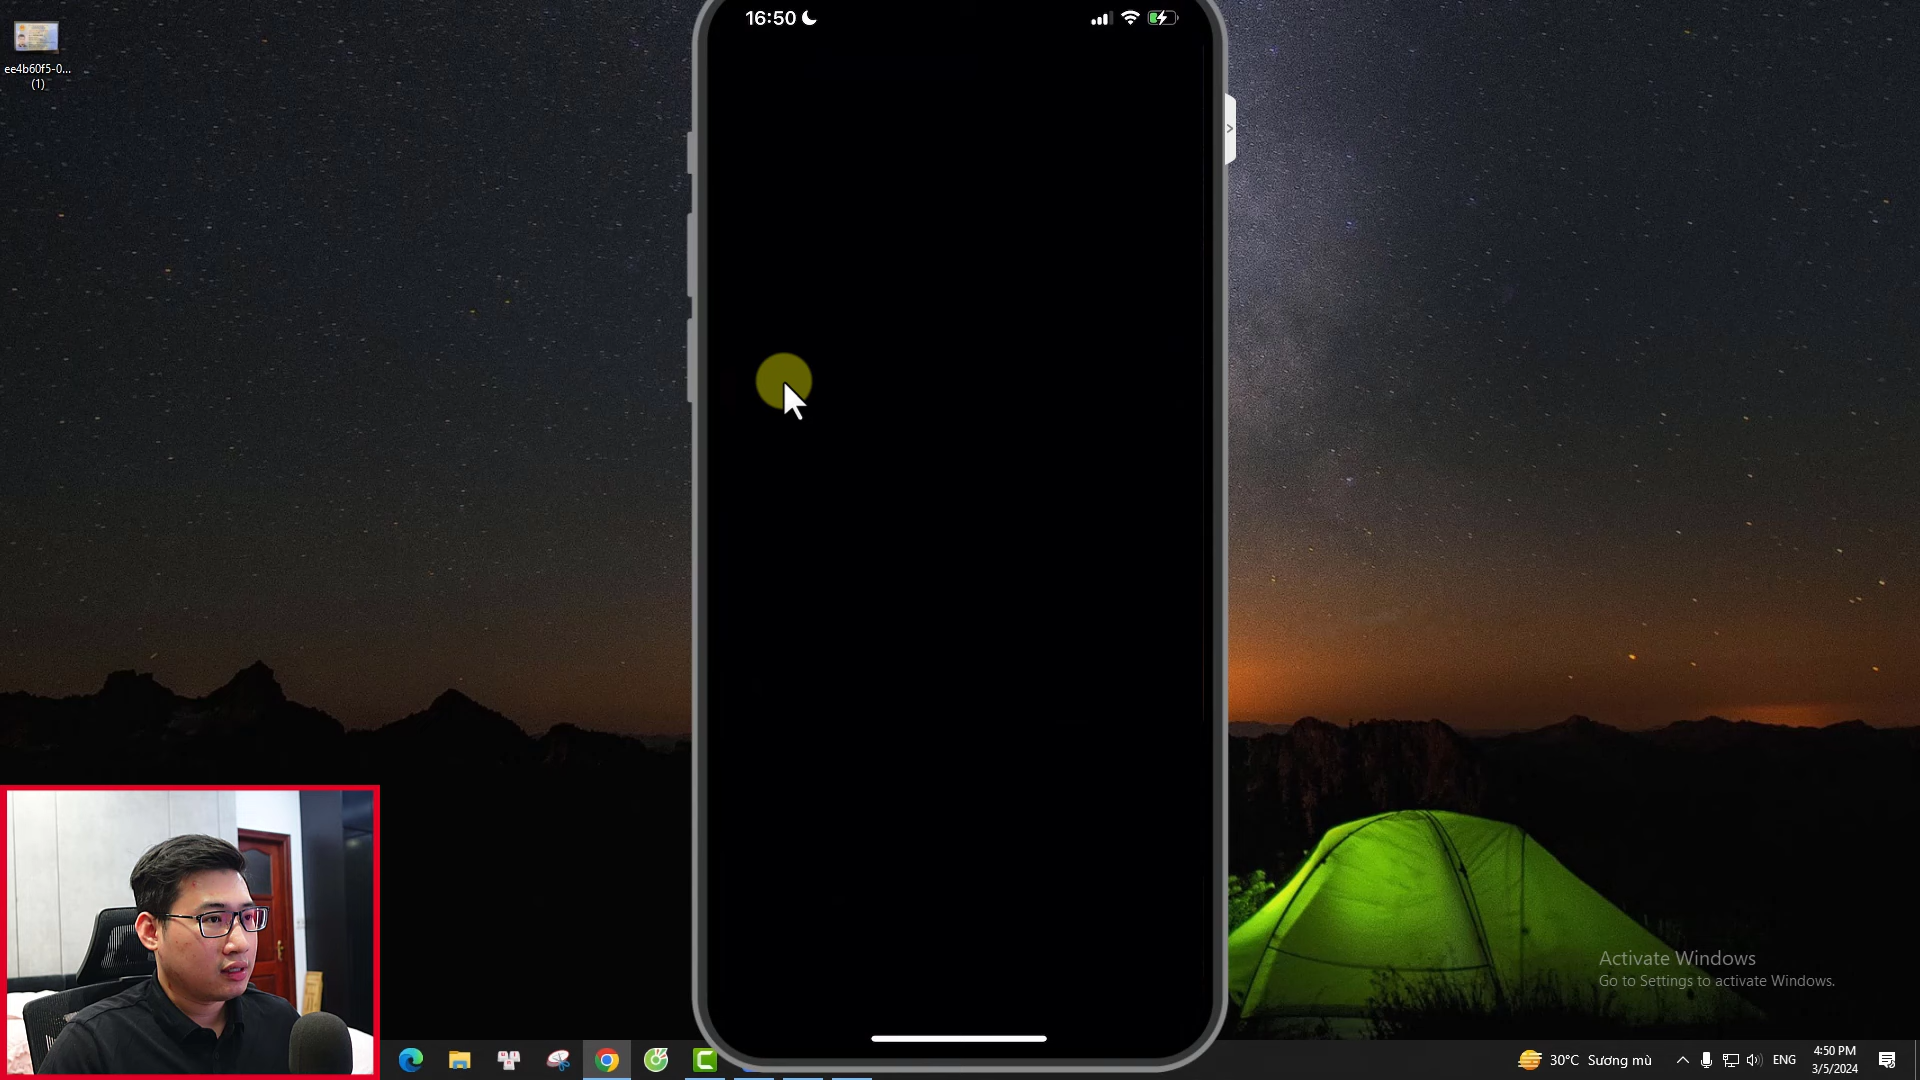 16:50
ee4b60f5-0...
(1)
Activate Windows
Go to Settings to activate Windows.
30°C Sương mù
ENG
4:50 PM
3/5/2024